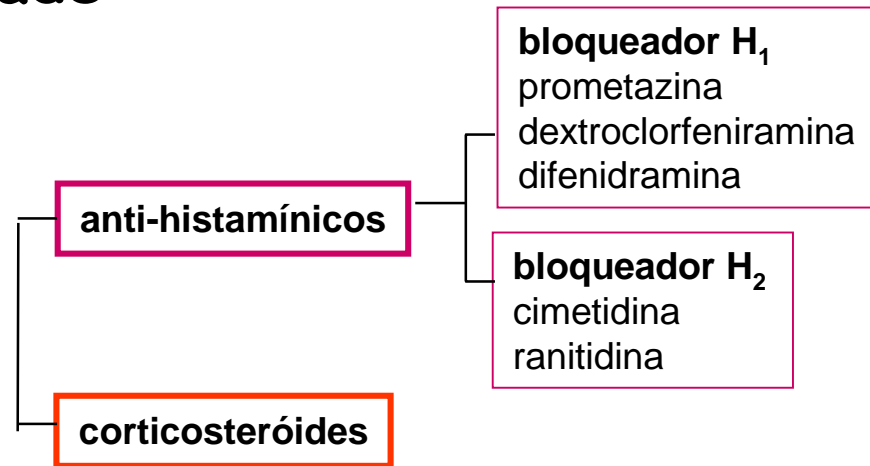 bloqueador H₁
prometazina
dextroclorfeniramina
difenidramina
anti-histamínicos
bloqueador H₂
cimetidina
ranitidina
corticosteróides